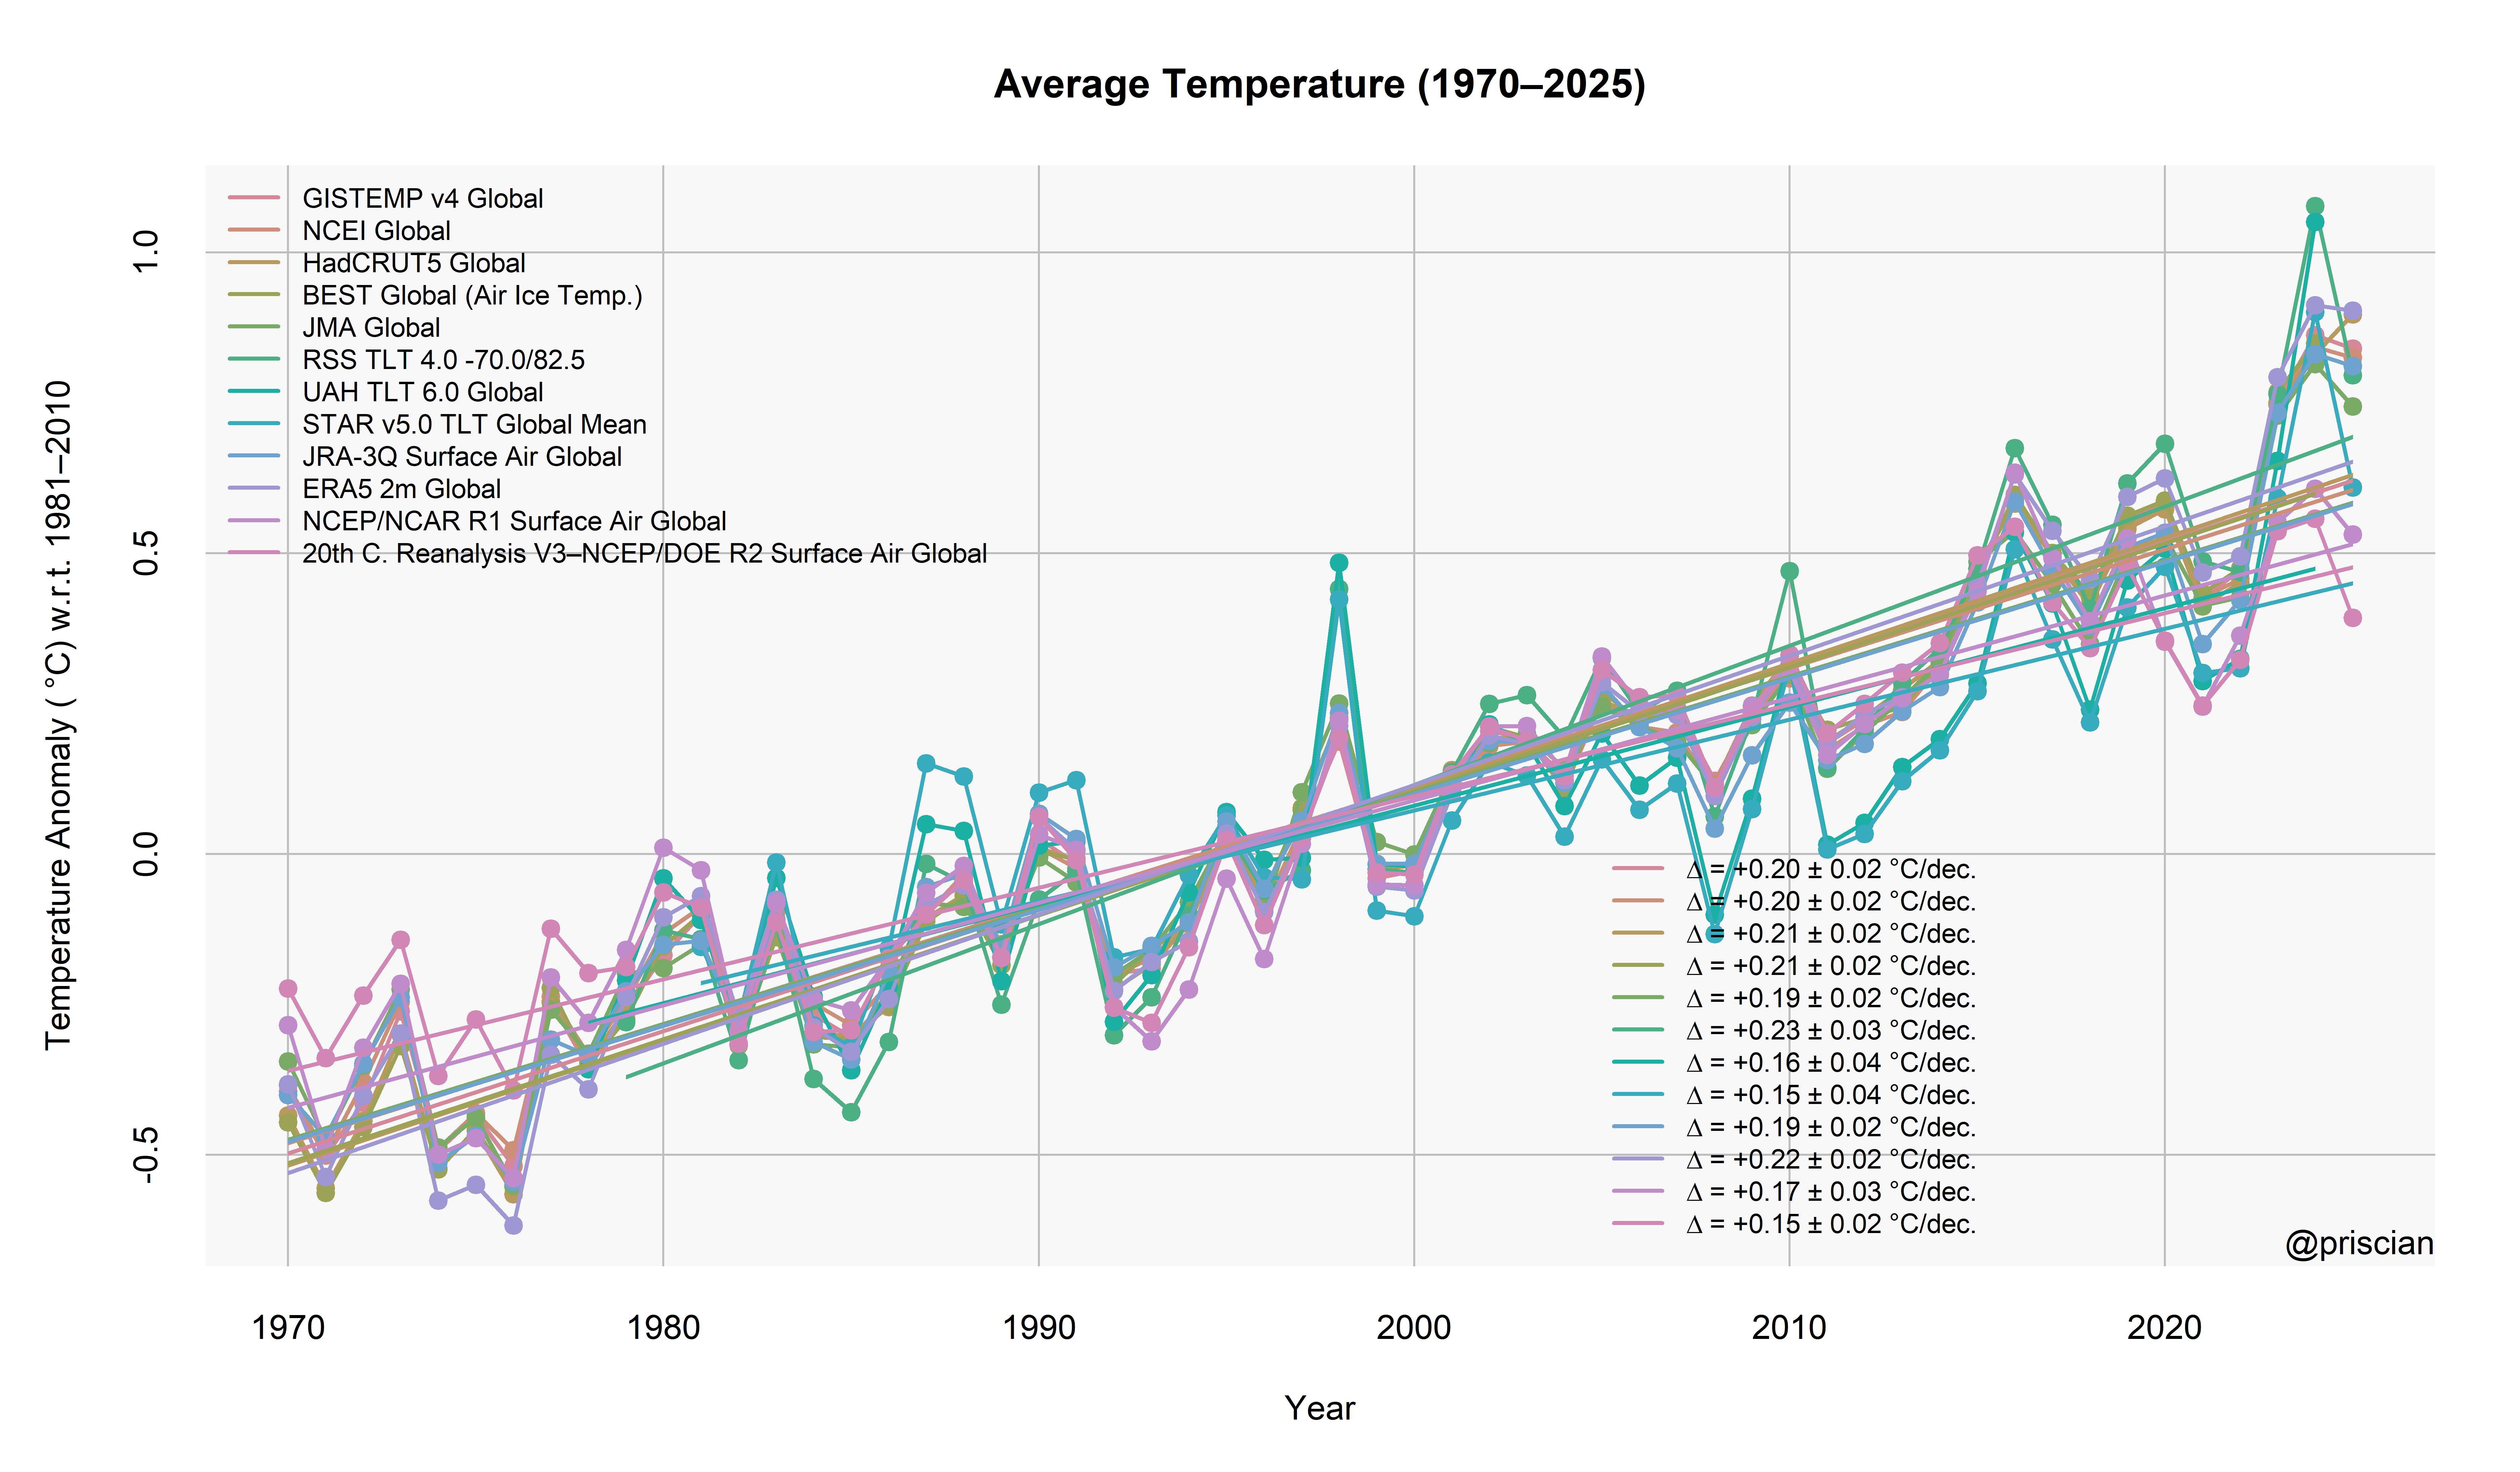 Average Temperature (1970–2025)
Temperature Anomaly ( °C) w.r.t. 1981–2010
1.0
0.5
0.0
-0.5
GISTEMP v4 Global
NCEI Global
HadCRUT5 Global
BEST Global (Air Ice Temp.)
JMA Global
RSS TLT 4.0 -70.0/82.5
UAH TLT 6.0 Global
STAR v5.0 TLT Global Mean
JRA-3Q Surface Air Global
ERA5 2m Global
NCEP/NCAR R1 Surface Air Global
20th C. Reanalysis V3–NCEP/DOE R2 Surface Air Global
Δ = +0.20 ± 0.02 °C/dec.
Δ = +0.20 ± 0.02 °C/dec.
Δ = +0.21 ± 0.02 °C/dec.
Δ = +0.21 ± 0.02 °C/dec.
Δ = +0.19 ± 0.02 °C/dec.
Δ = +0.23 ± 0.03 °C/dec.
Δ = +0.16 ± 0.04 °C/dec.
Δ = +0.15 ± 0.04 °C/dec.
Δ = +0.19 ± 0.02 °C/dec.
Δ = +0.22 ± 0.02 °C/dec.
Δ = +0.17 ± 0.03 °C/dec.
Δ = +0.15 ± 0.02 °C/dec.
@priscian
1970 1980 1990 2000 2010 2020
Year